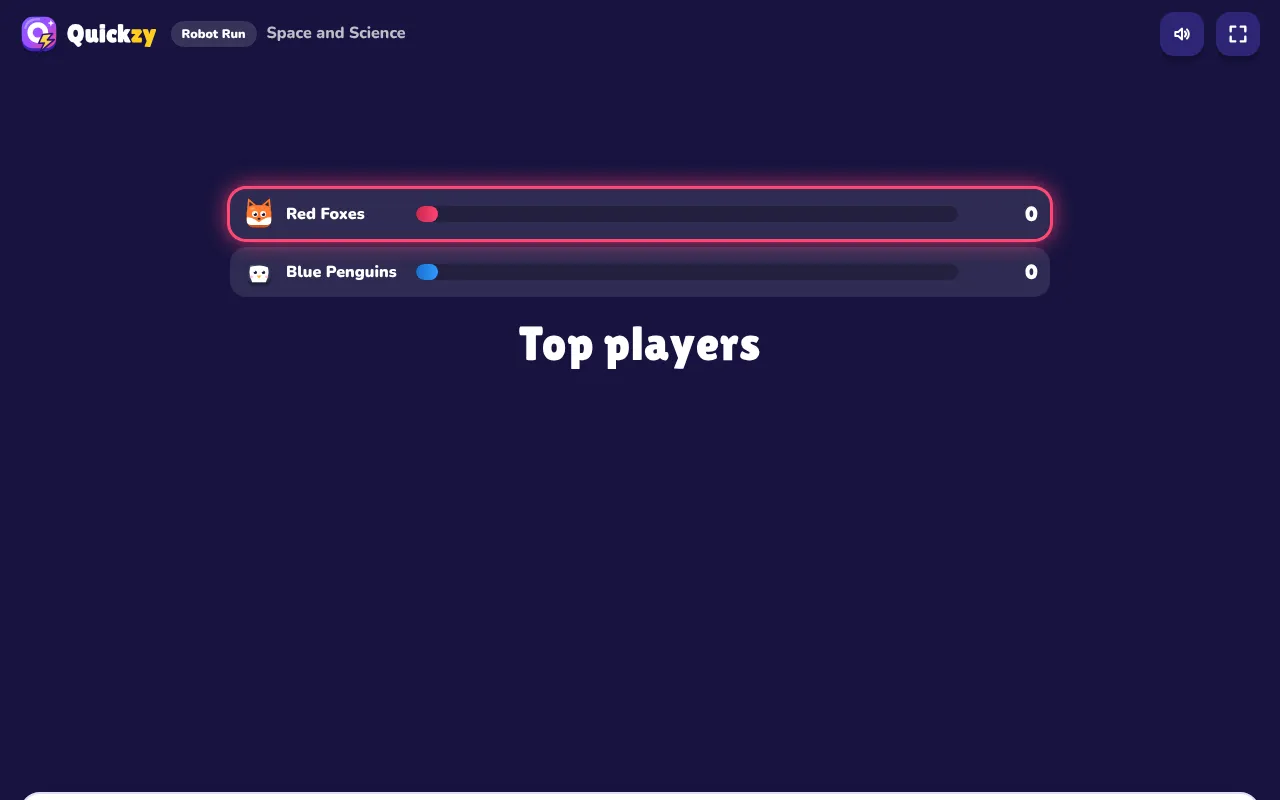 Quickzy Robot Run Space and Science
Red Foxes 0
Blue Penguins 0
Top players